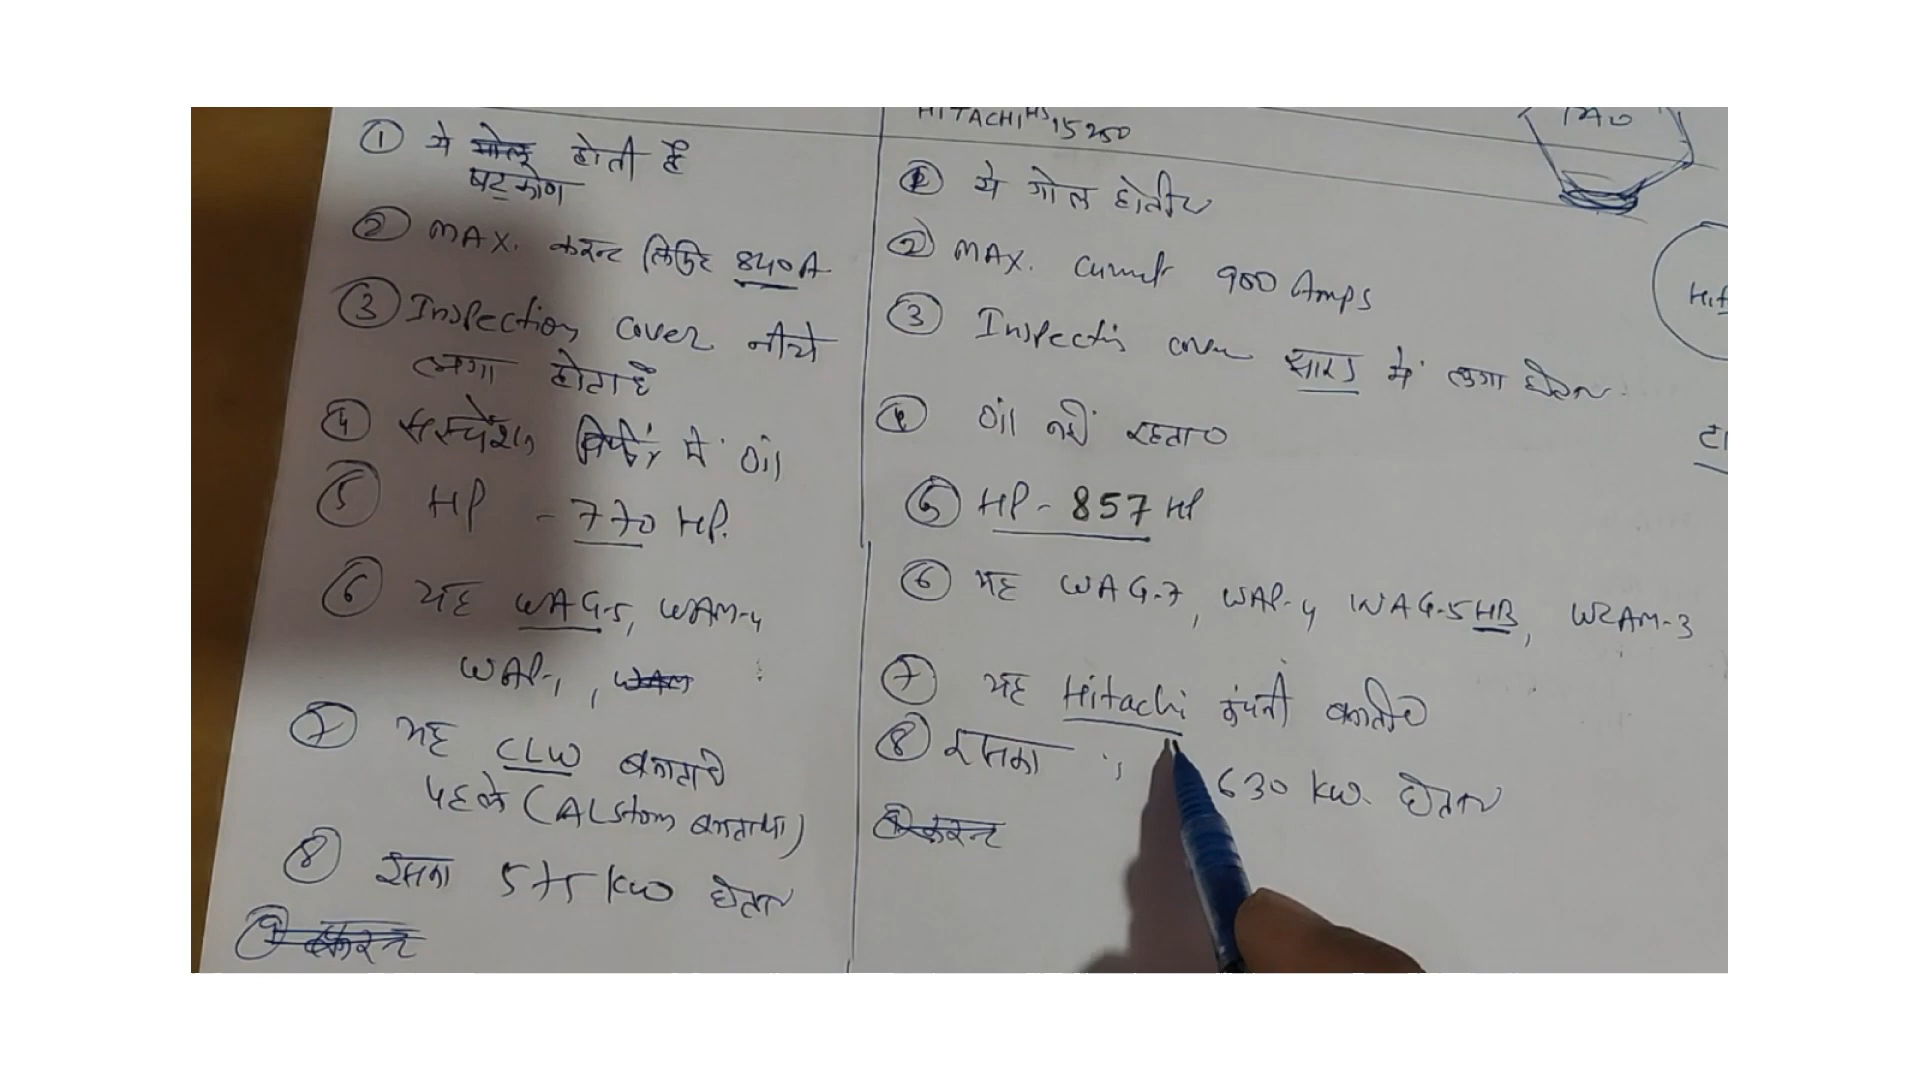 ① ये षट्कोण होती है
② MAX. करन्ट लिमिट 840A
③ Inspection cover नीचे
लगा होता है
④ सस्पेंशन में oil
⑤ HP - 770 HP.
⑥ यह WAG-5, WAM-4
WAP-1,
⑦ यह CLW बनाता है
पहले (ALstom बनाता था)
⑧ इसका 575 kw होता
HITACHI HS 15250
① ये गोल होती है
② MAX. current 900 Amps
③ Inspection cover साइड में लगा होता
④ oil नहीं रहता
⑤ HP - 857 HP
⑥ यह WAG-7, WAP-4 WAG-5HB, WCAM-3
⑦ यह Hitachi कंपनी बनाती है
⑧ इसका 630 kw. होता
TAO
Hit